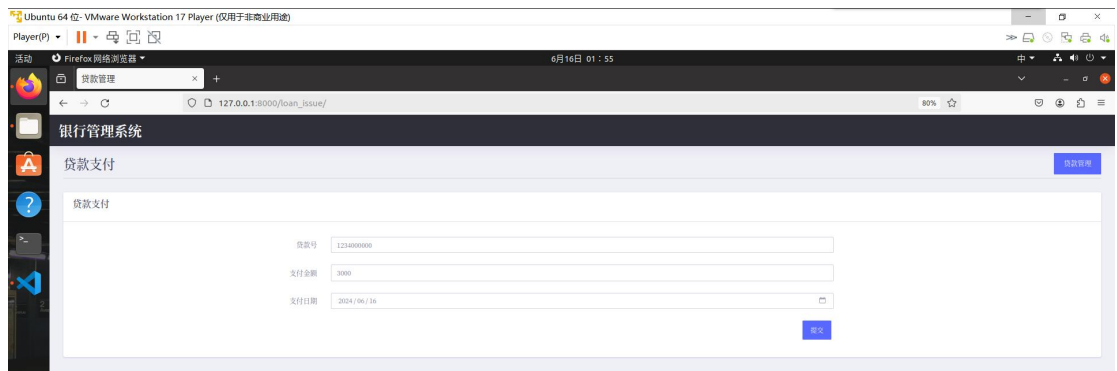 Ubuntu 64 位- VMware Workstation 17 Player (仅用于非商业用途)
Player(P)
活动 Firefox 网络浏览器 6月16日 01：55 中
贷款管理
127.0.0.1:8000/loan_issue/ 80%
银行管理系统
贷款支付 贷款管理
贷款支付
贷款号 1234000006
支付金额 3000
支付日期 2024/06/16
提交